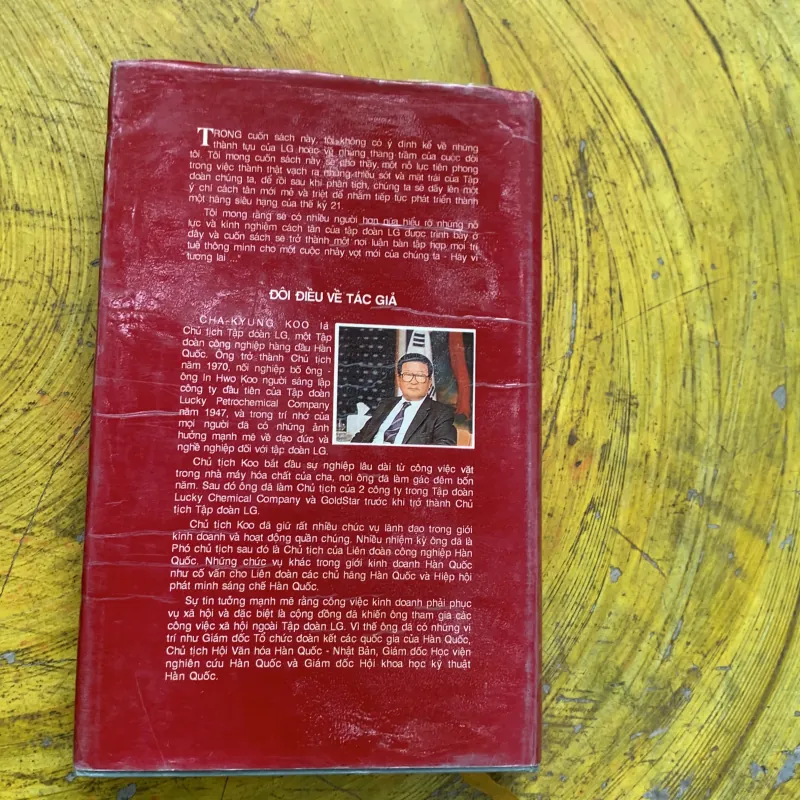 TRONG cuốn sách này, tôi không có ý định kể về những
thành tựu của LG hoặc về những thăng trầm của cuộc đời
tôi. Tôi mong cuốn sách này sẽ cho thấy, một nỗ lực tiên phong
trong việc thành thật vạch ra những thiếu sót và mặt trái của Tập
đoàn chúng ta, để rồi sau khi phân tích, chúng ta sẽ dấy lên một
ý chí cách tân mới mẻ và triệt để nhằm tiếp tục phát triển thành
một hãng siêu hạng của thế kỷ 21.
Tôi mong rằng sẽ có nhiều người hơn nữa hiểu rõ những nỗ
lực và kinh nghiệm cách tân của tập đoàn LG được trình bày ở
đây và cuốn sách sẽ trở thành một nơi luận bàn tập hợp mọi trí
tuệ thông minh cho một cuộc nhảy vọt mới của chúng ta - Hãy vì
tương lai ..."
ĐÔI ĐIỀU VỀ TÁC GIẢ
CHA-KYUNG KOO là
Chủ tịch Tập đoàn LG, một Tập
đoàn công nghiệp hàng đầu Hàn
Quốc. Ông trở thành Chủ tịch
năm 1970, nối nghiệp bố ông -
ông In Hwo Koo người sáng lập
công ty đầu tiên của Tập đoàn
Lucky Petrochemical Company
năm 1947, và trong trí nhớ của
mọi người đã có những ảnh
hưởng mạnh mẽ về đạo đức và
nghề nghiệp đối với tập đoàn LG.
Chủ tịch Koo bắt đầu sự nghiệp lâu dài từ công việc vặt
trong nhà máy hóa chất của cha, nơi ông đã làm gác đêm bốn
năm. Sau đó ông đã làm Chủ tịch của 2 công ty trong Tập đoàn
Lucky Chemical Company và GoldStar trước khi trở thành Chủ
tịch Tập đoàn LG.
Chủ tịch Koo đã giữ rất nhiều chức vụ lãnh đạo trong giới
kinh doanh và hoạt động quần chúng. Nhiều nhiệm kỳ ông đã là
Phó chủ tịch sau đó là Chủ tịch của Liên đoàn công nghiệp Hàn
Quốc. Những chức vụ khác trong giới kinh doanh Hàn Quốc
như cố vấn cho Liên đoàn các chủ hãng Hàn Quốc và Hiệp hội
phát minh sáng chế Hàn Quốc.
Sự tin tưởng mạnh mẽ rằng công việc kinh doanh phải phục
vụ xã hội và đặc biệt là cộng đồng đã khiến ông tham gia các
công việc xã hội ngoài Tập đoàn LG. Vì thế ông đã có những vị
trí như Giám đốc Tổ chức đoàn kết các quốc gia của Hàn Quốc,
Chủ tịch Hội Văn hóa Hàn Quốc - Nhật Bản, Giám đốc Học viện
nghiên cứu Hàn Quốc và Giám đốc Hội khoa học kỹ thuật
Hàn Quốc.